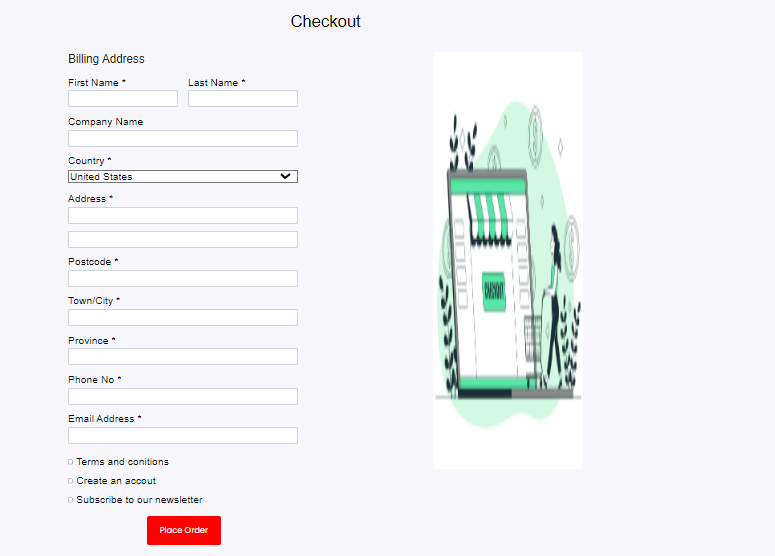 Checkout
Billing Address
First Name * Last Name *
Company Name
Country *
United States
Address *
Postcode *
Town/City *
Province *
Phone No *
Email Address *
Terms and conitions
Create an accout
Subscribe to our newsletter
Place Order
CHECKOUT